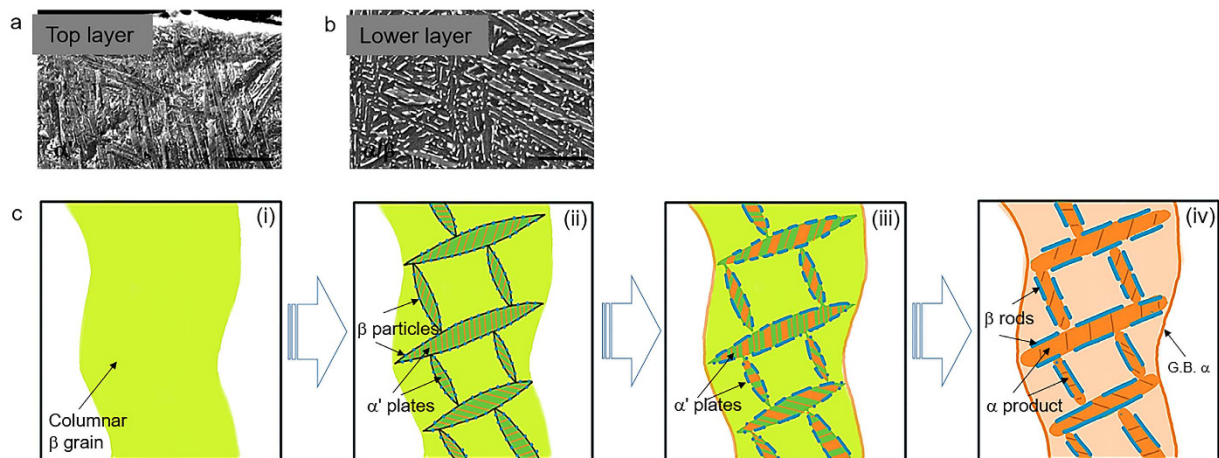 a
Top layer
b
Lower layer
α/β
c
(i)
(ii)
(iii)
(iv)
Columnar
β grain
β particles
α' plates
α' plates
β rods
G.B. α
α product